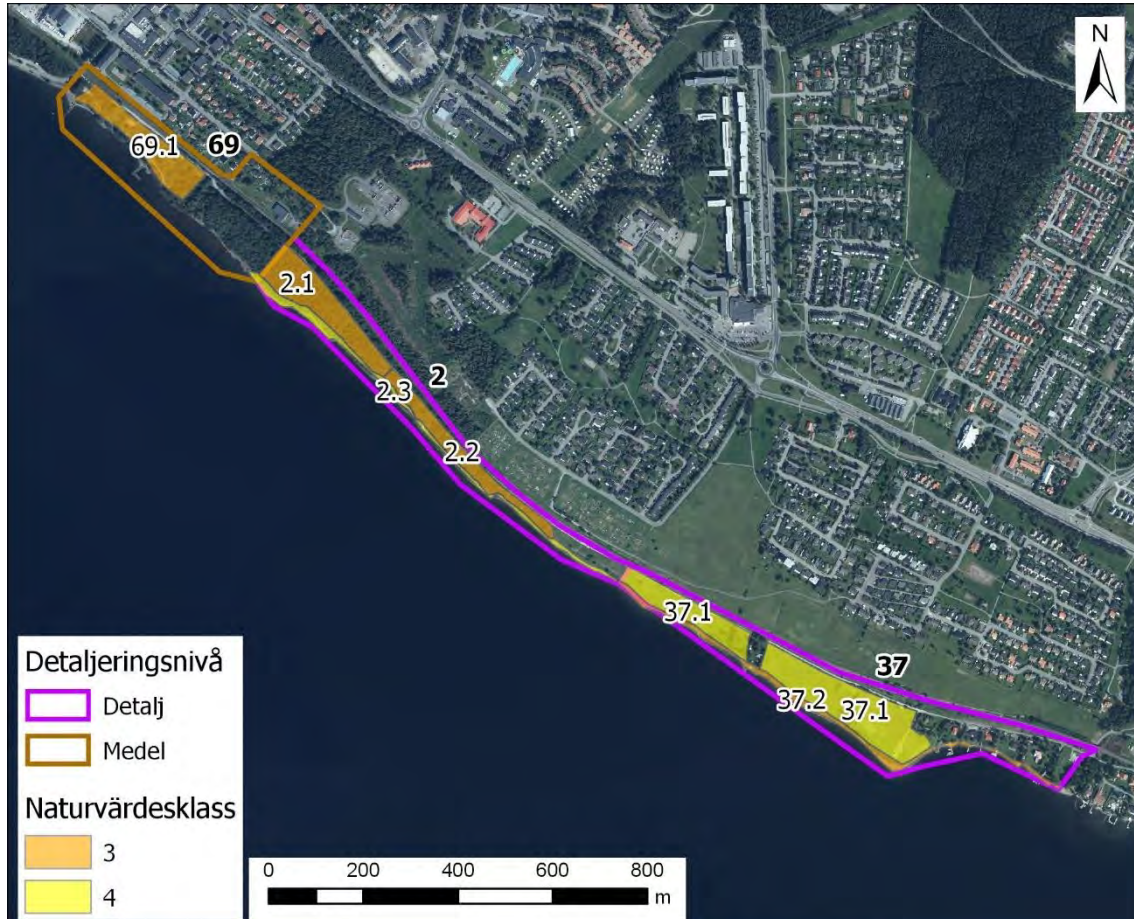 N
69.1 69
2.1
2.3 2
2.2
37.1
37
37.2 37.1
Detaljeringsnivå
Detalj
Medel
Naturvärdesklass
3
4
0 200 400 600 800
m